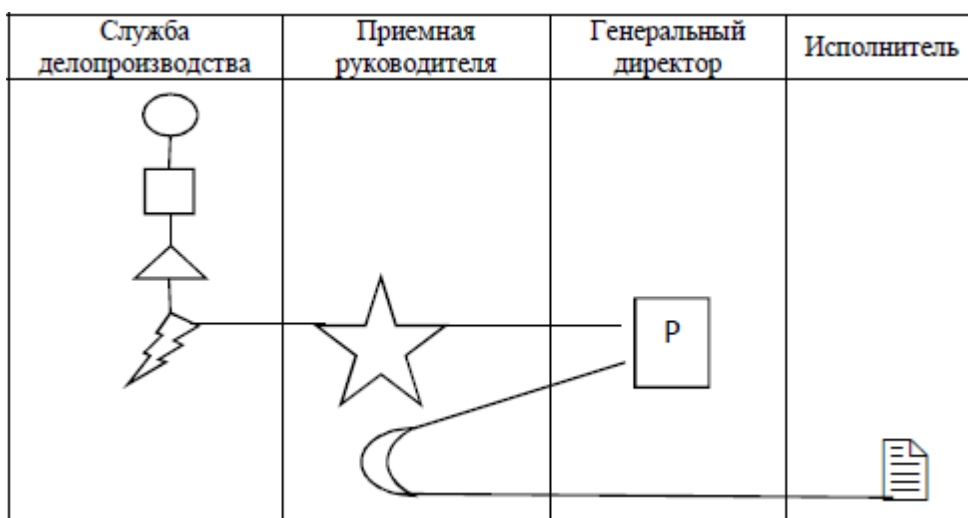 Служба
делопроизводства
Приемная
руководителя
Генеральный
директор
Исполнитель
Р